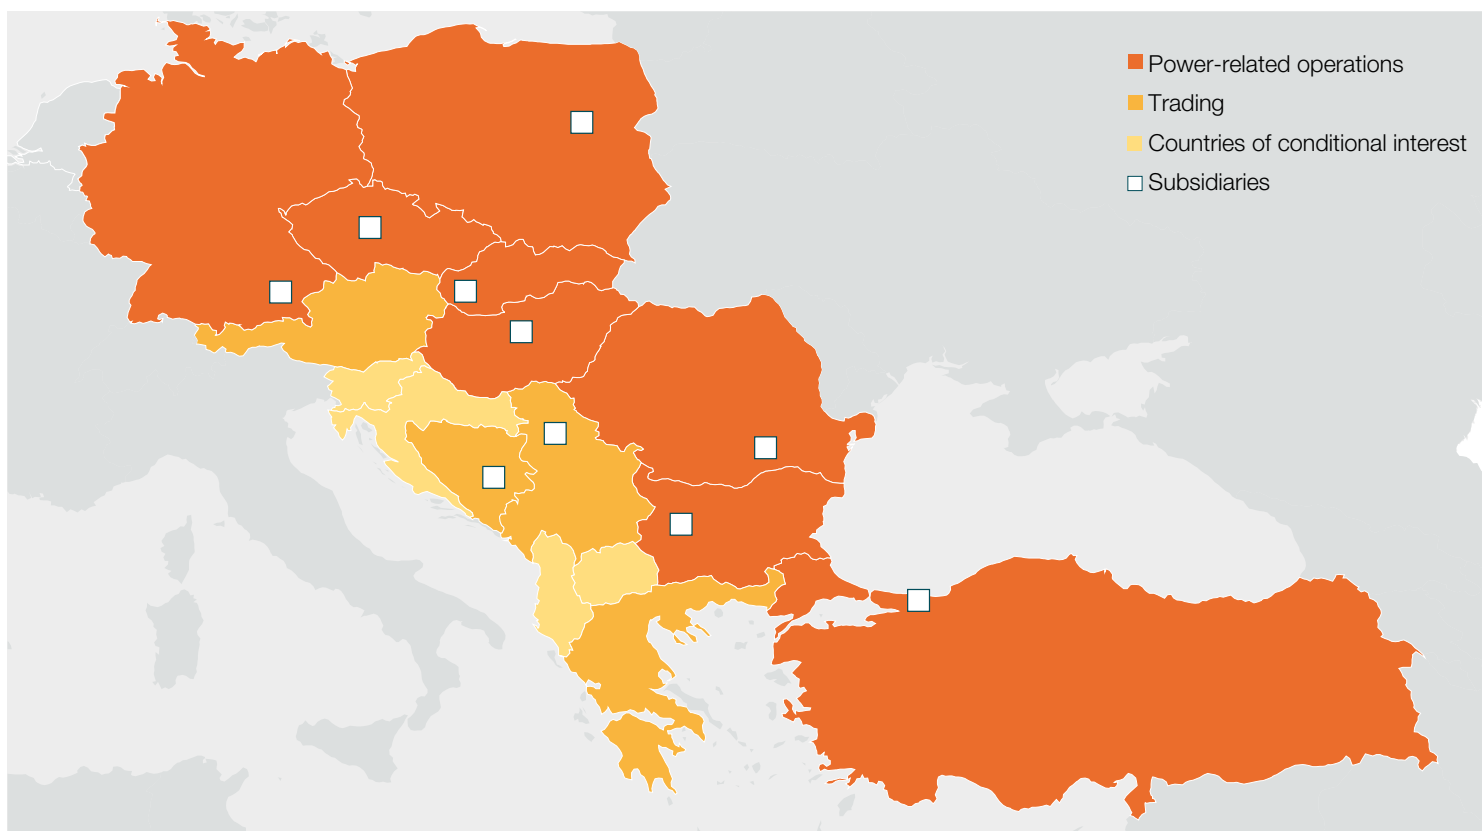 Power-related operations
Trading
Countries of conditional interest
Subsidiaries